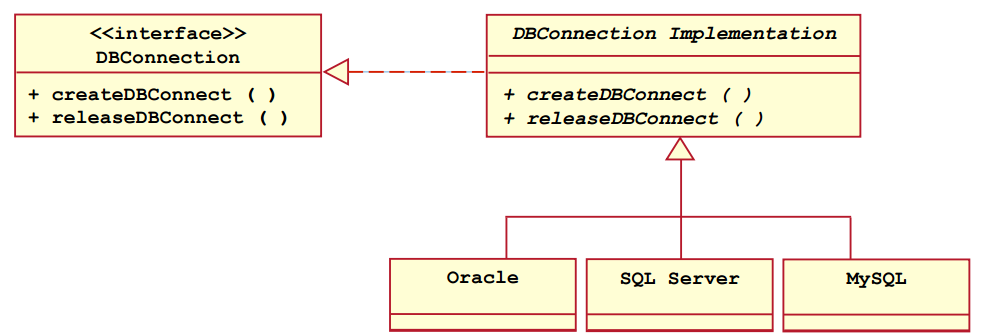 <<interface>>
DBConnection
+ createDBConnect ( )
+ releaseDBConnect ( )
DBConnection Implementation
+ createDBConnect ( )
+ releaseDBConnect ( )
Oracle
SQL Server
MySQL